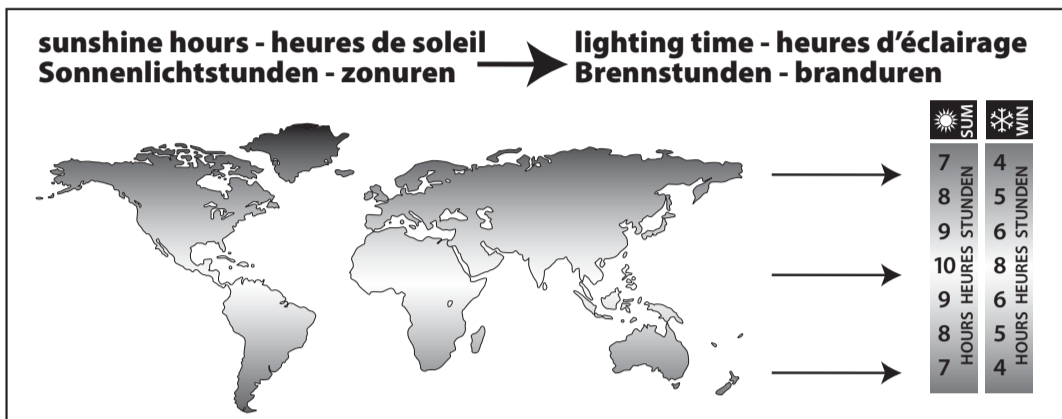 sunshine hours - heures de soleil
Sonnenlichtstunden - zonuren
lighting time - heures d'éclairage
Brennstunden - branduren
SUM WIN
7 4
8 5
9 6
10 8
9 6
8 5
7 4
HOURS HEURES STUNDEN
HOURS HEURES STUNDEN